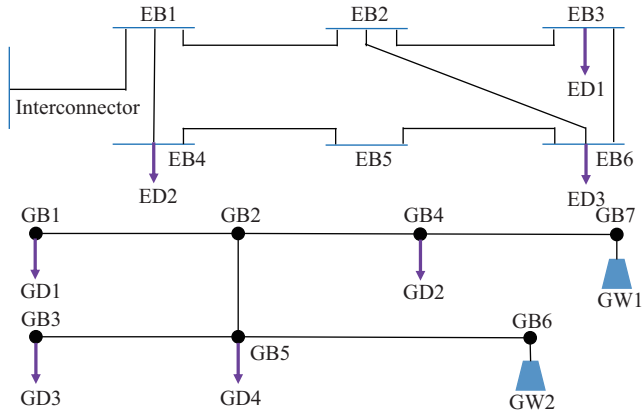 EB1
EB2
EB3
Interconnector
ED1
EB4
EB5
EB6
ED2
ED3
GB1
GB2
GB4
GB7
GD1
GD2
GW1
GB3
GB5
GB6
GD3
GD4
GW2